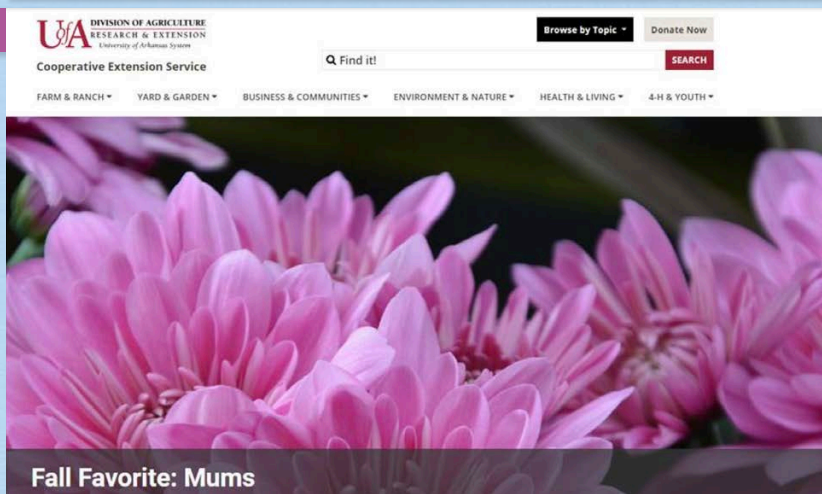 UofA DIVISION OF AGRICULTURE
RESEARCH & EXTENSION
University of Arkansas System
Cooperative Extension Service
Browse by Topic
Donate Now
Find it!
SEARCH
FARM & RANCH YARD & GARDEN BUSINESS & COMMUNITIES ENVIRONMENT & NATURE HEALTH & LIVING 4-H & YOUTH
Fall Favorite: Mums